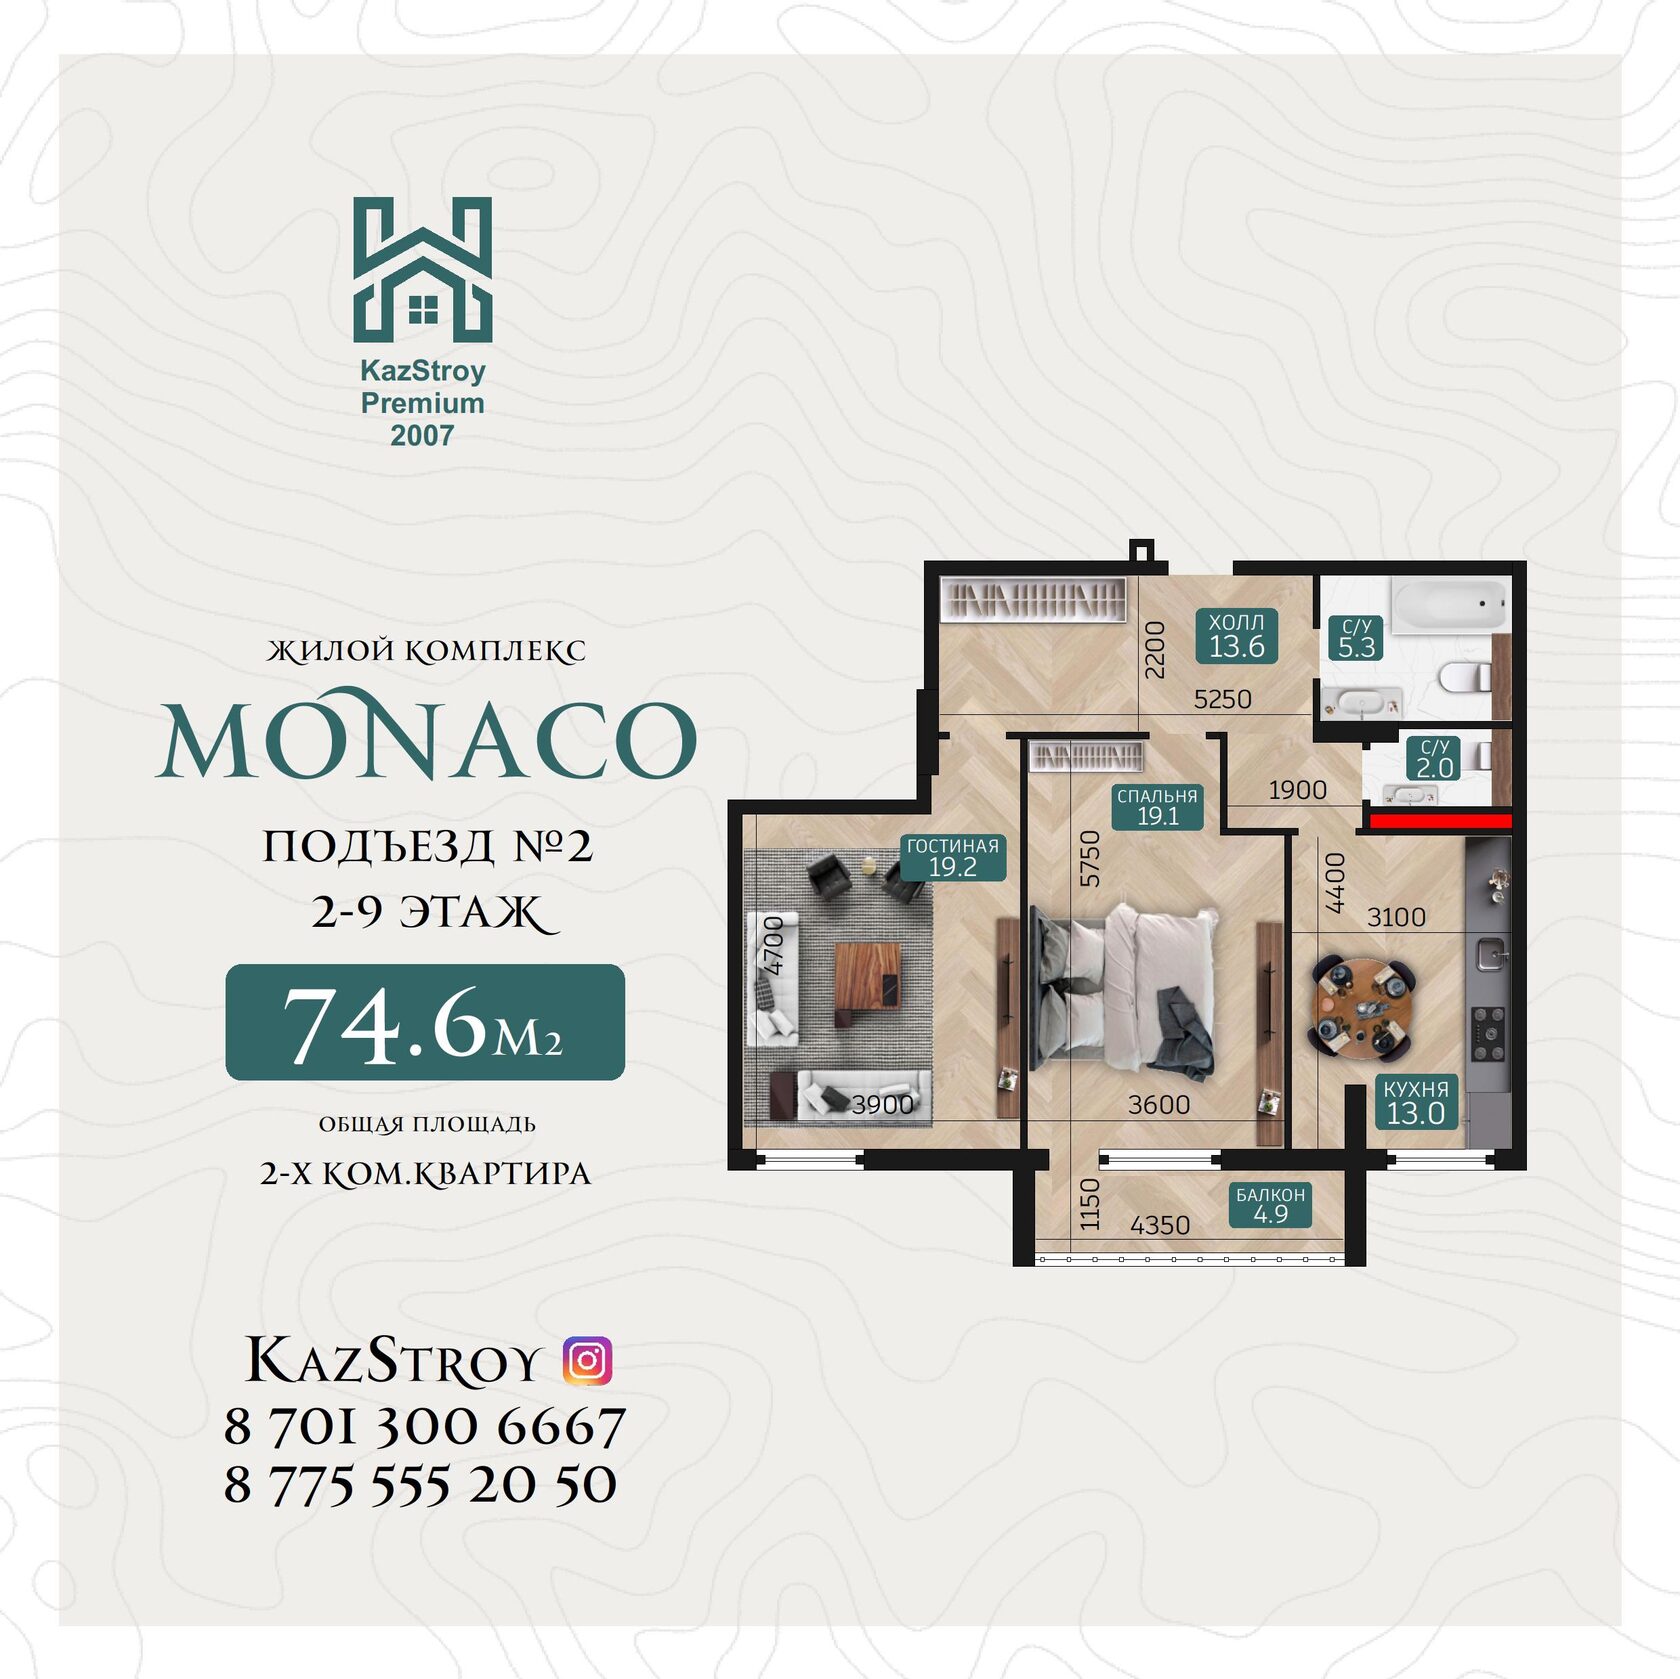 KazStroy
Premium
2007
ЖИЛОЙ КОМПЛЕКС
MONACO
ПОДЪЕЗД №2
2-9 ЭТАЖ
74.6М2
ОБЩАЯ ПЛОЩАДЬ
2-Х КОМ.КВАРТИРА
KAZSTROY
8 701 300 6667
8 775 555 20 50
ХОЛЛ
13.6
2200
5250
С/У
5.3
С/У
2.0
1900
СПАЛЬНЯ
19.1
5750
3600
ГОСТИНАЯ
19.2
4700
3900
4400
3100
КУХНЯ
13.0
БАЛКОН
4.9
1150
4350